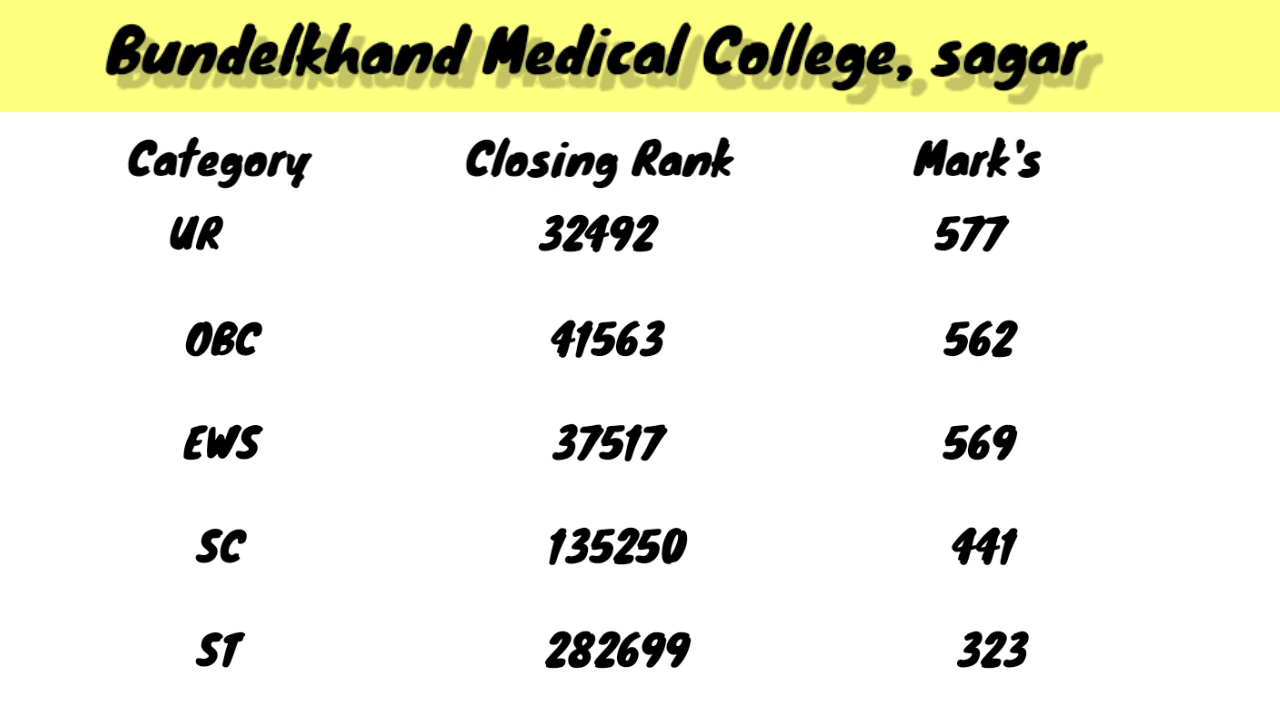 Bundelkhand Medical College, sagar
Category Closing Rank Mark's
UR 32492 577
OBC 41563 562
EWS 37517 569
SC 135250 441
ST 282699 323